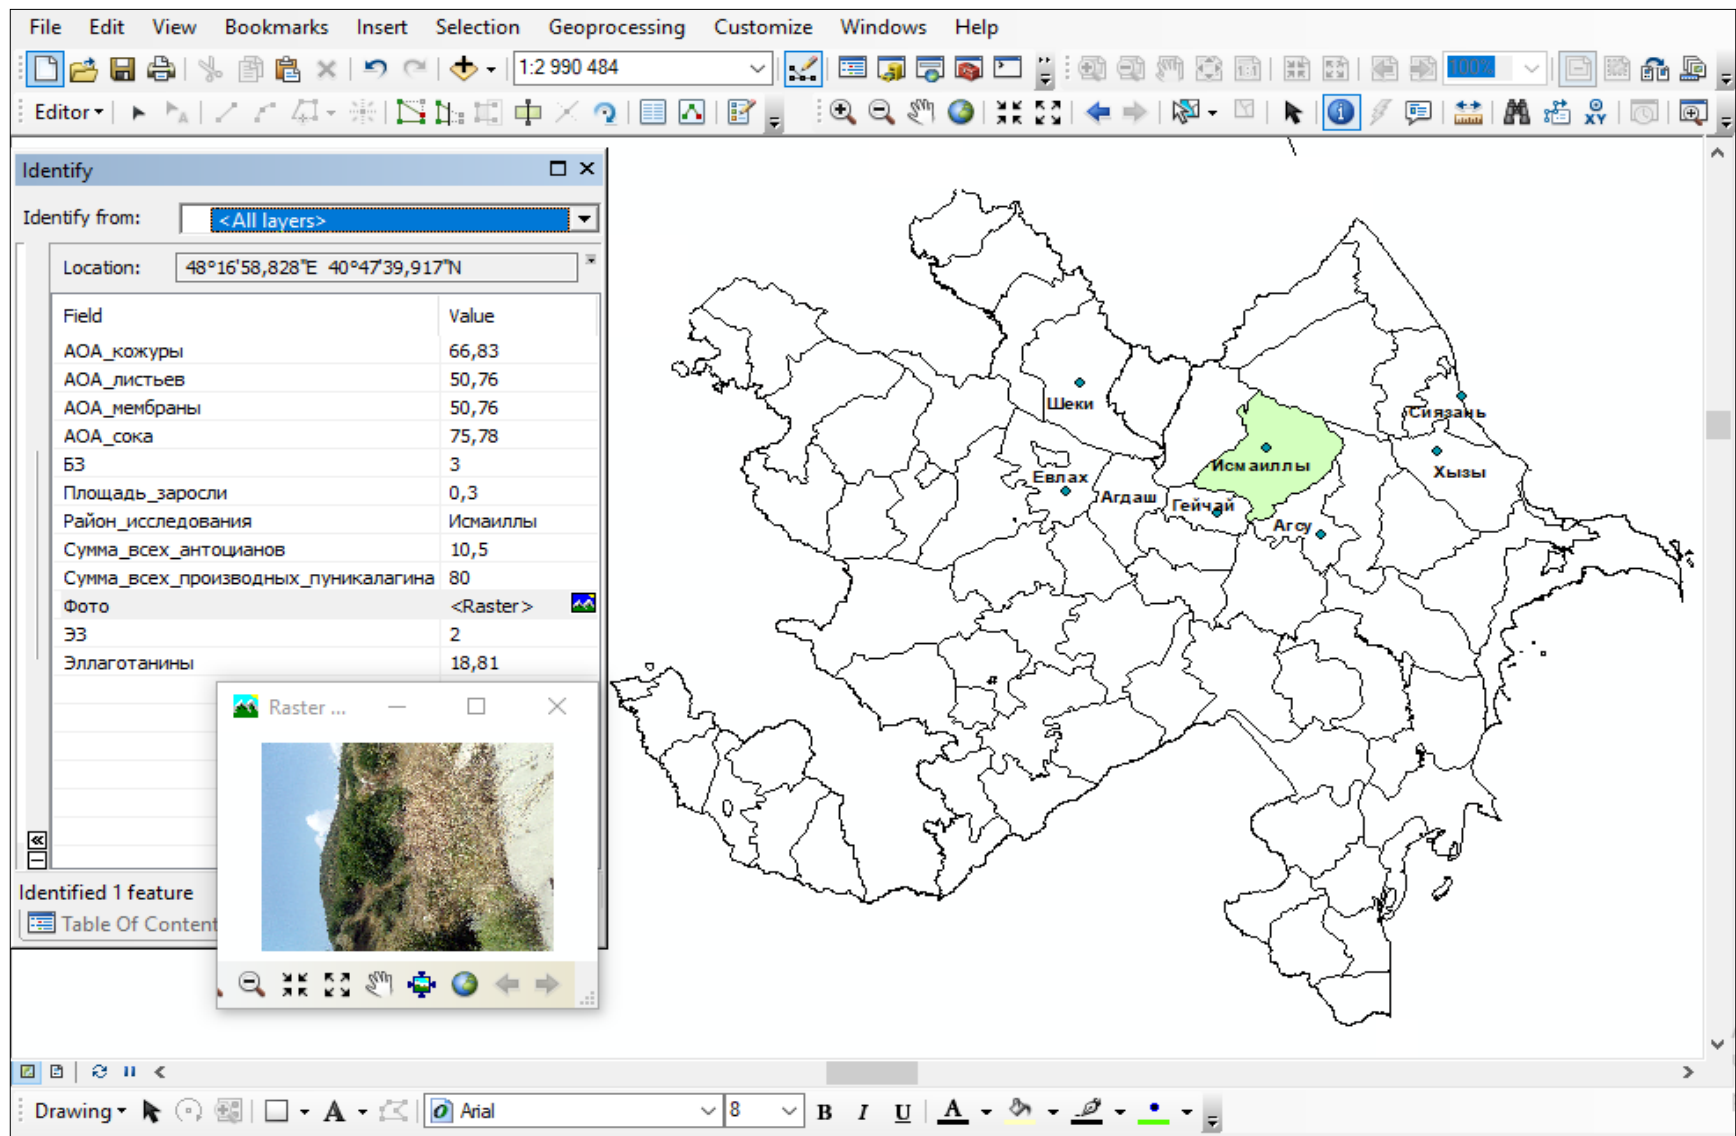 File Edit View Bookmarks Insert Selection Geoprocessing Customize Windows Help
1:2 990 484
100%
Editor
Identify
Identify from: <All layers>
Location: 48°16'58,828"E 40°47'39,917"N
Field Value
АОА_кожуры 66,83
АОА_листьев 50,76
АОА_мембраны 50,76
АОА_сока 75,78
БЗ 3
Площадь_заросли 0,3
Район_исследования Исмаиллы
Сумма_всех_антоцианов 10,5
Сумма_всех_производных_пуникалагина 80
Фото <Raster>
ЭЗ 2
Эллаготанины 18,81
Identified 1 feature
Table Of Content
Raster ...
Шеки
Сиязань
Исмаиллы
Хызы
Евлах
Агдаш
Гейчай
Агсу
Drawing A Arial 8 B I U A